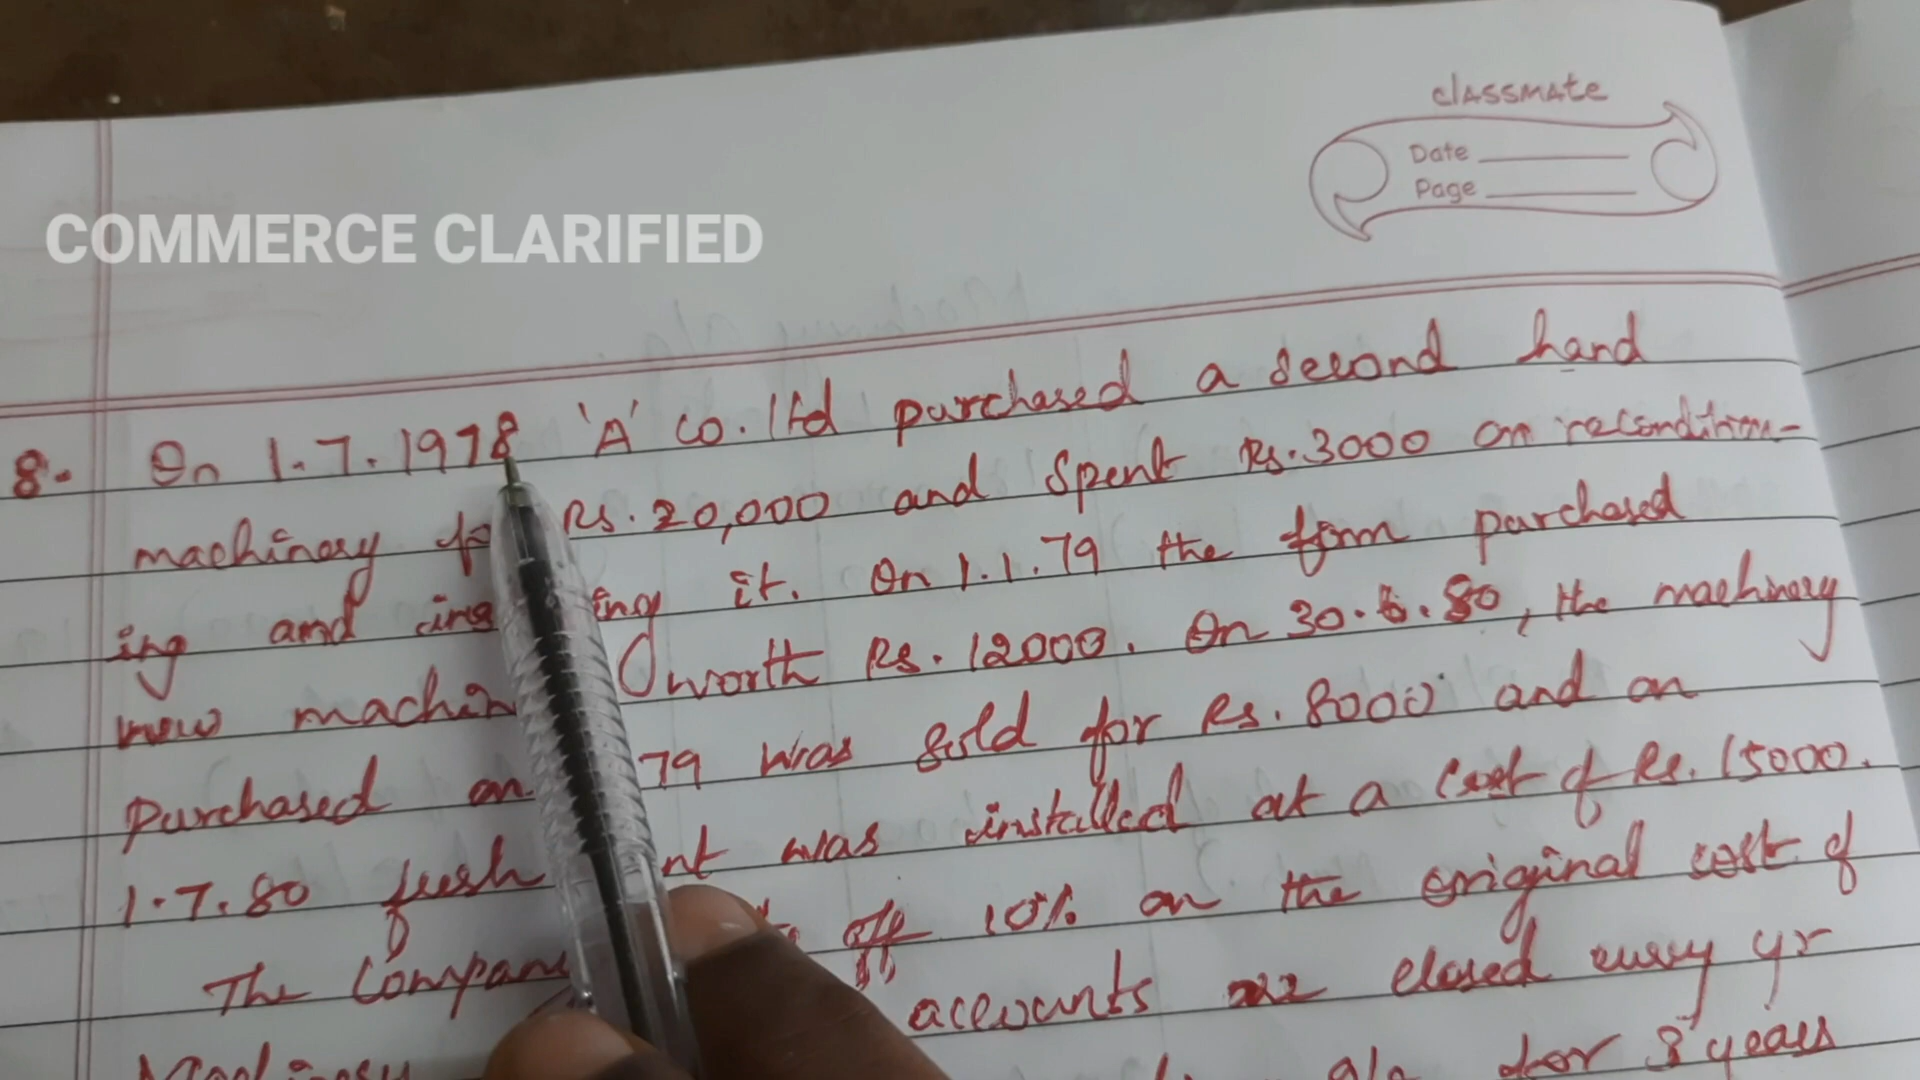 classmate
Date
Page
COMMERCE CLARIFIED
8. On 1.7.1978 'A' co. ltd purchased a second hand
machinery Rs. 20,000 and spent Rs. 3000 on recondition-
ing and it. On 1.1.79 the firm purchased
new worth Rs. 12000. On 30.6.80, the machinery
purchased on 79 was sold for Rs. 8000 and on
1.7.80 fresh was installed at a cost of Rs. 15000.
The off 10% on the original cost of
Machinery accounts are closed every yr
a/c for 3 years